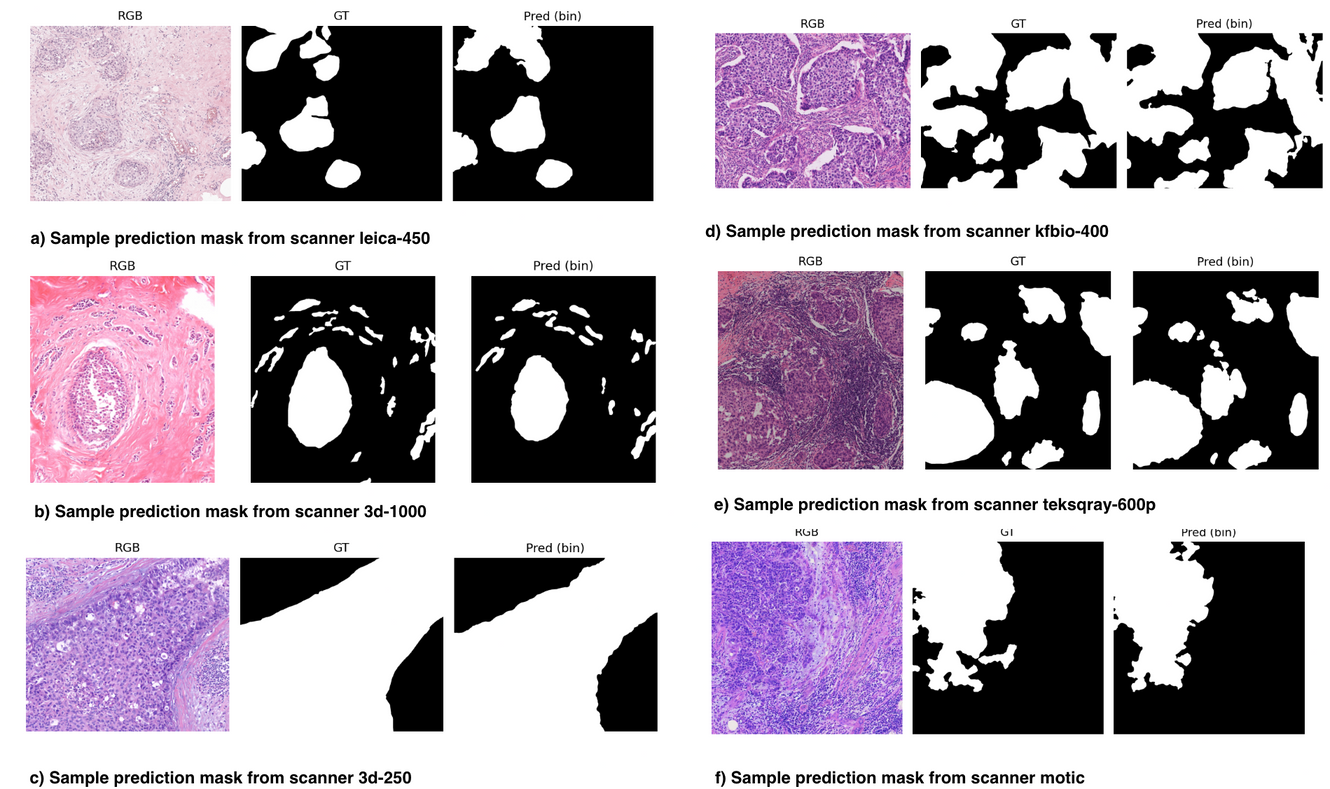 RGB GT Pred (bin)
a) Sample prediction mask from scanner leica-450
RGB GT Pred (bin)
b) Sample prediction mask from scanner 3d-1000
RGB GT Pred (bin)
c) Sample prediction mask from scanner 3d-250
RGB GT Pred (bin)
d) Sample prediction mask from scanner kfbio-400
RGB GT Pred (bin)
e) Sample prediction mask from scanner teksqray-600p
RGB GT Pred (bin)
f) Sample prediction mask from scanner motic